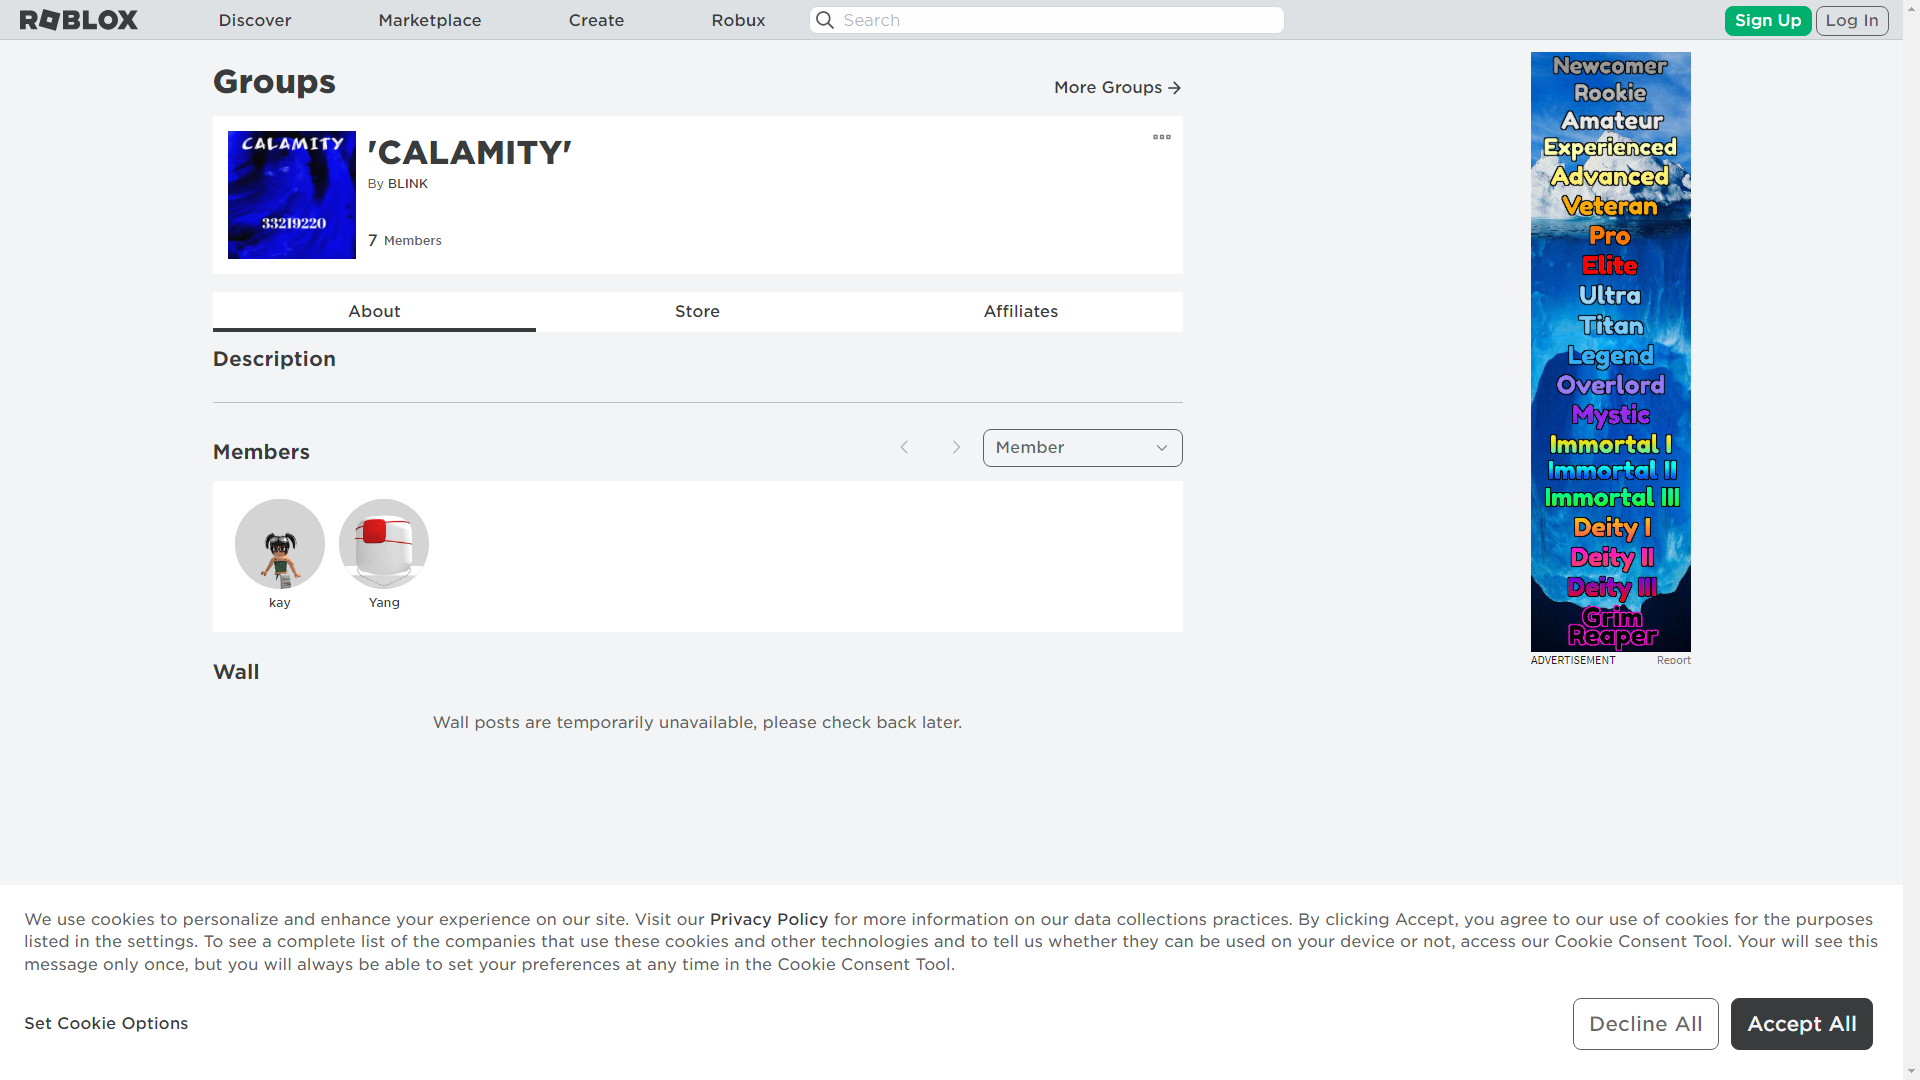 ROBLOX
Discover
Marketplace
Create
Robux
Search
Sign Up
Log In
Groups
More Groups
CALAMITY
33219220
'CALAMITY'
By BLINK
7 Members
About
Store
Affiliates
Description
Members
Member
kay
Yang
Wall
Wall posts are temporarily unavailable, please check back later.
Newcomer
Rookie
Amateur
Experienced
Advanced
Veteran
Pro
Elite
Ultra
Titan
Legend
Overlord
Mystic
Immortal I
Immortal II
Immortal III
Deity I
Deity II
Deity III
Grim
Reaper
ADVERTISEMENT
Report
We use cookies to personalize and enhance your experience on our site. Visit our Privacy Policy for more information on our data collections practices. By clicking Accept, you agree to our use of cookies for the purposes
listed in the settings. To see a complete list of the companies that use these cookies and other technologies and to tell us whether they can be used on your device or not, access our Cookie Consent Tool. Your will see this
message only once, but you will always be able to set your preferences at any time in the Cookie Consent Tool.
Set Cookie Options
Decline All
Accept All